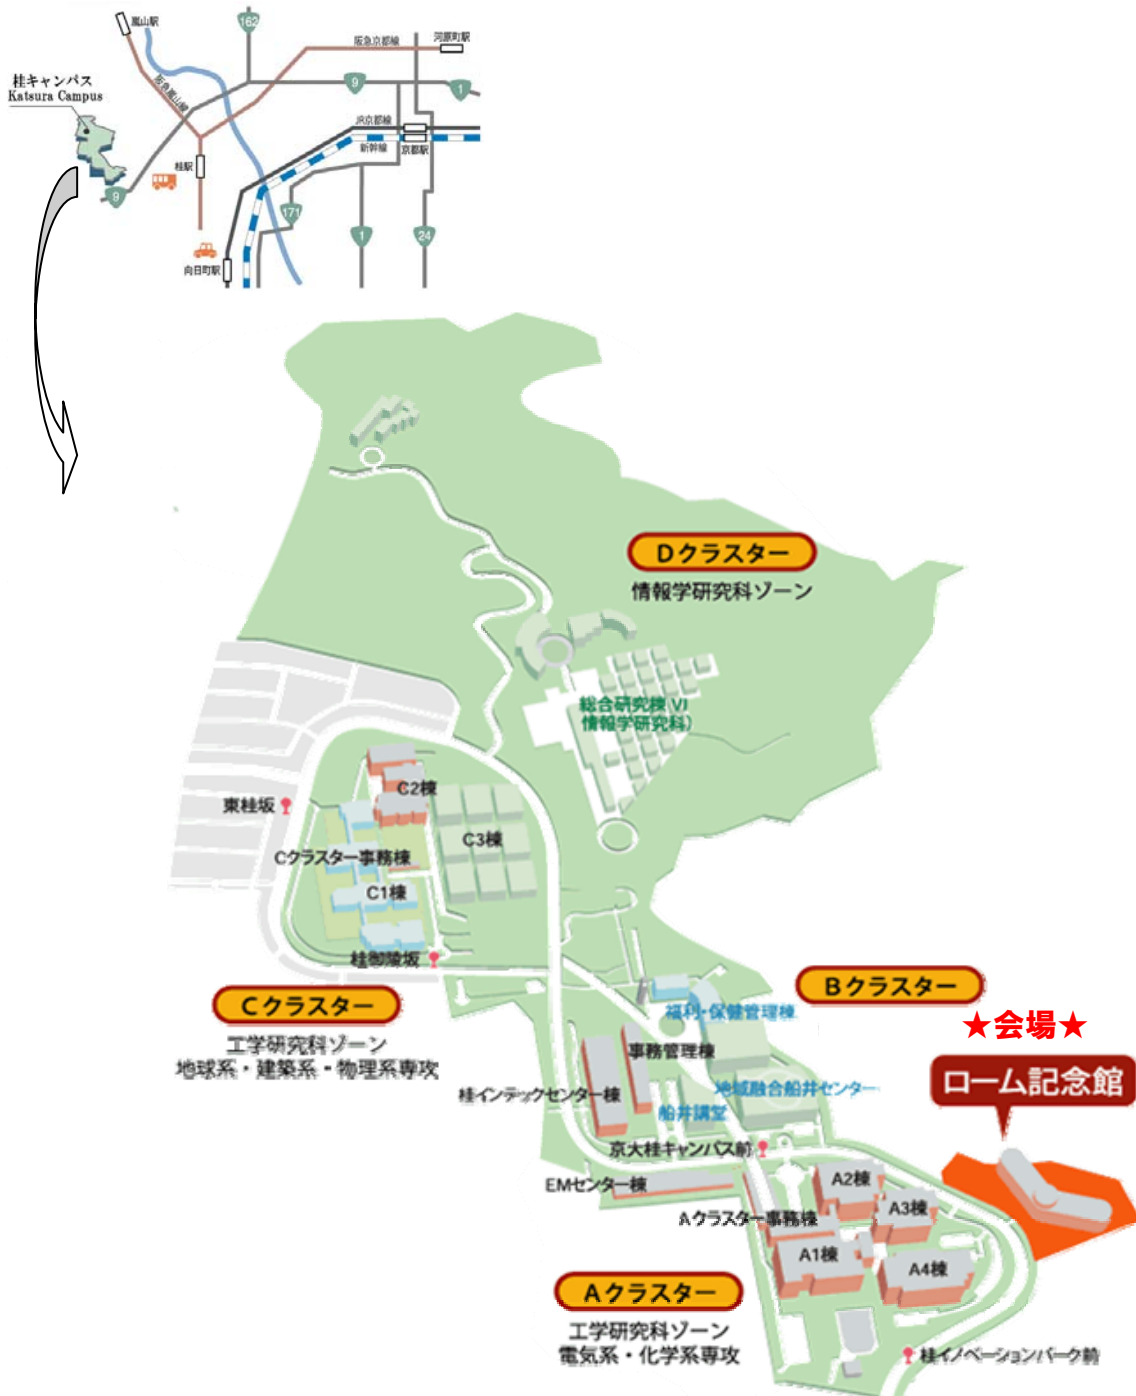 嵐山駅
162
阪急京都線
河原町駅
桂キャンパス
Katsura Campus
阪急嵐山線
9
1
JR京都線
新幹線
京都駅
桂駅
9
171
1
24
向日町駅
Dクラスター
情報学研究科ゾーン
総合研究棟 VI
情報学研究科）
C2棟
東桂坂
C3棟
Cクラスター事務棟
C1棟
桂御陵坂
Bクラスター
Cクラスター
福利・保健管理棟
★会場★
工学研究科ゾーン
地球系・建築系・物理系専攻
事務管理棟
ローム記念館
桂インテックセンター棟
地域融合船井センター
船井講堂
京大桂キャンパス前
EMセンター棟
A2棟
Aクラスター事務棟
A3棟
A1棟
A4棟
Aクラスター
工学研究科ゾーン
電気系・化学系専攻
桂イノベーションパーク前